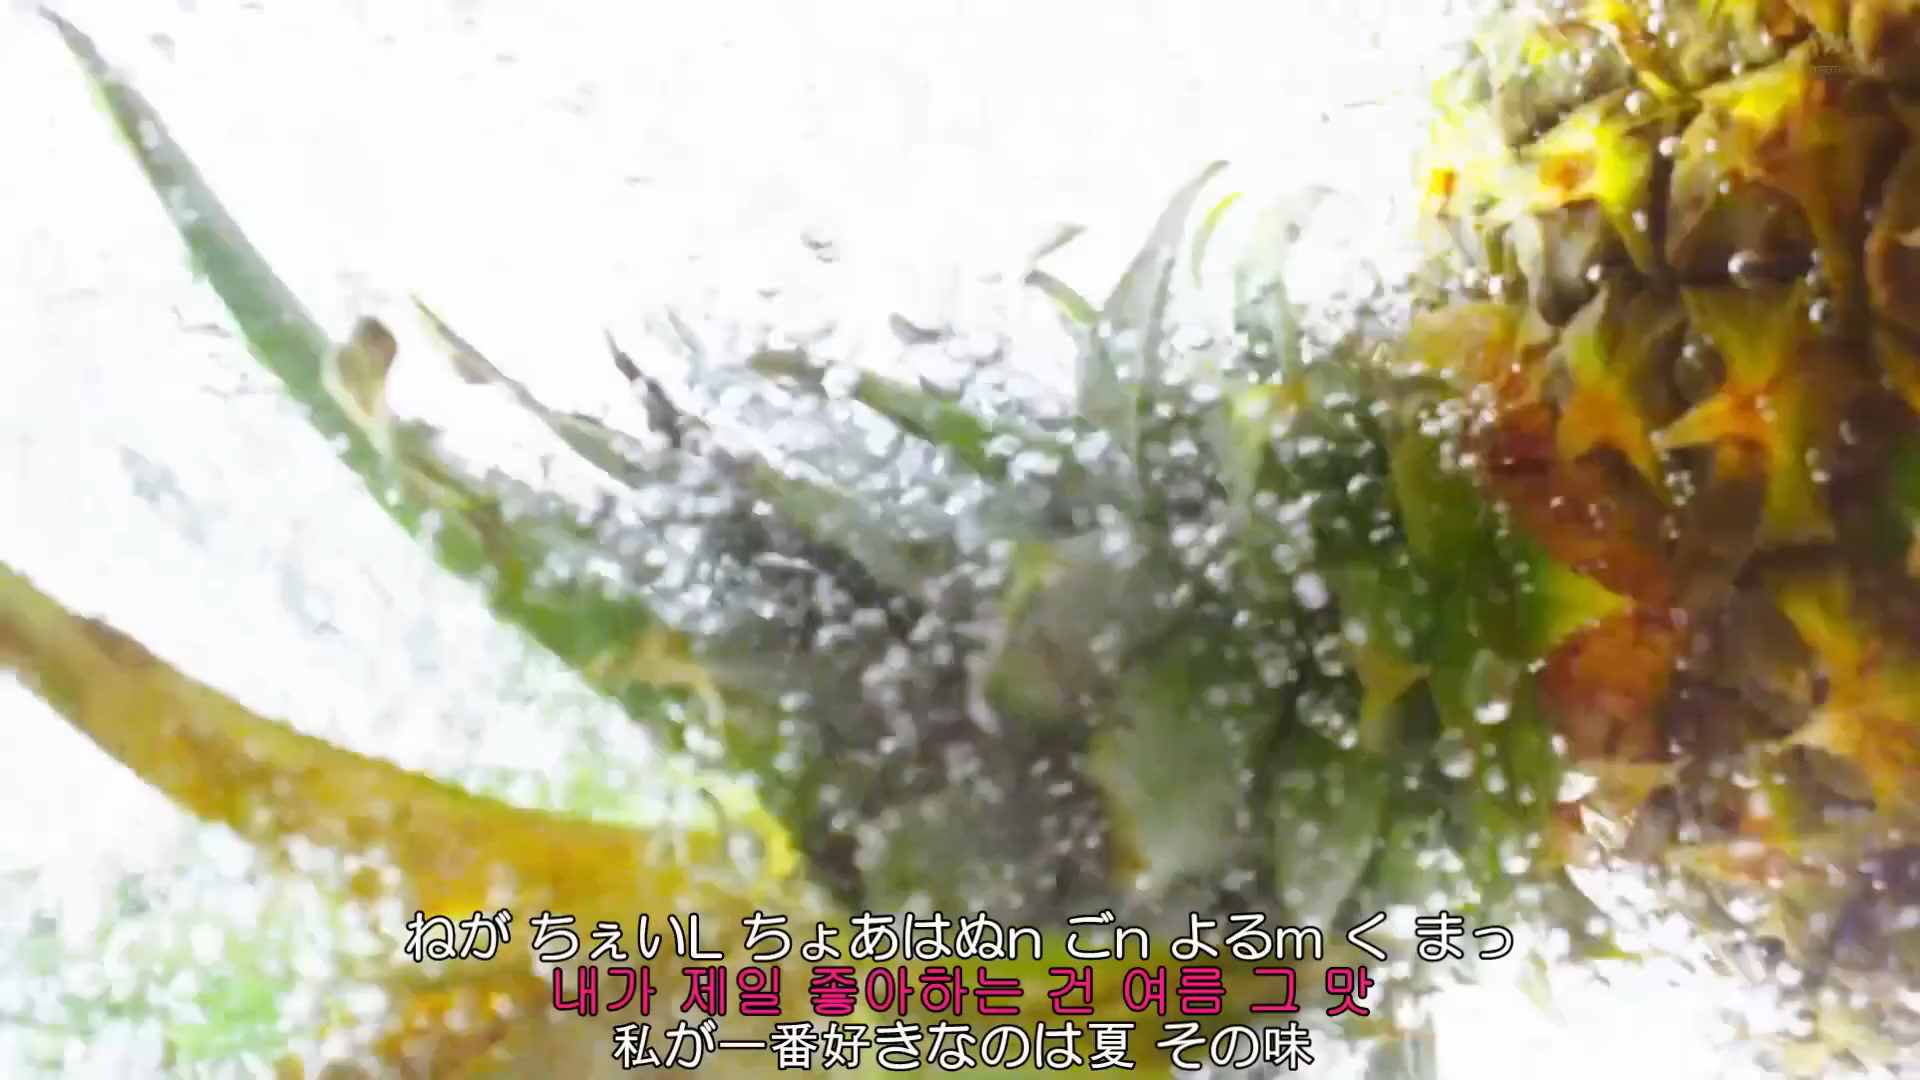 ねが ちぇいL ちょあはぬn ごn よるm く まっ
내가 제일 좋아하는 건 여름 그 맛
私が一番好きなのは夏 その味